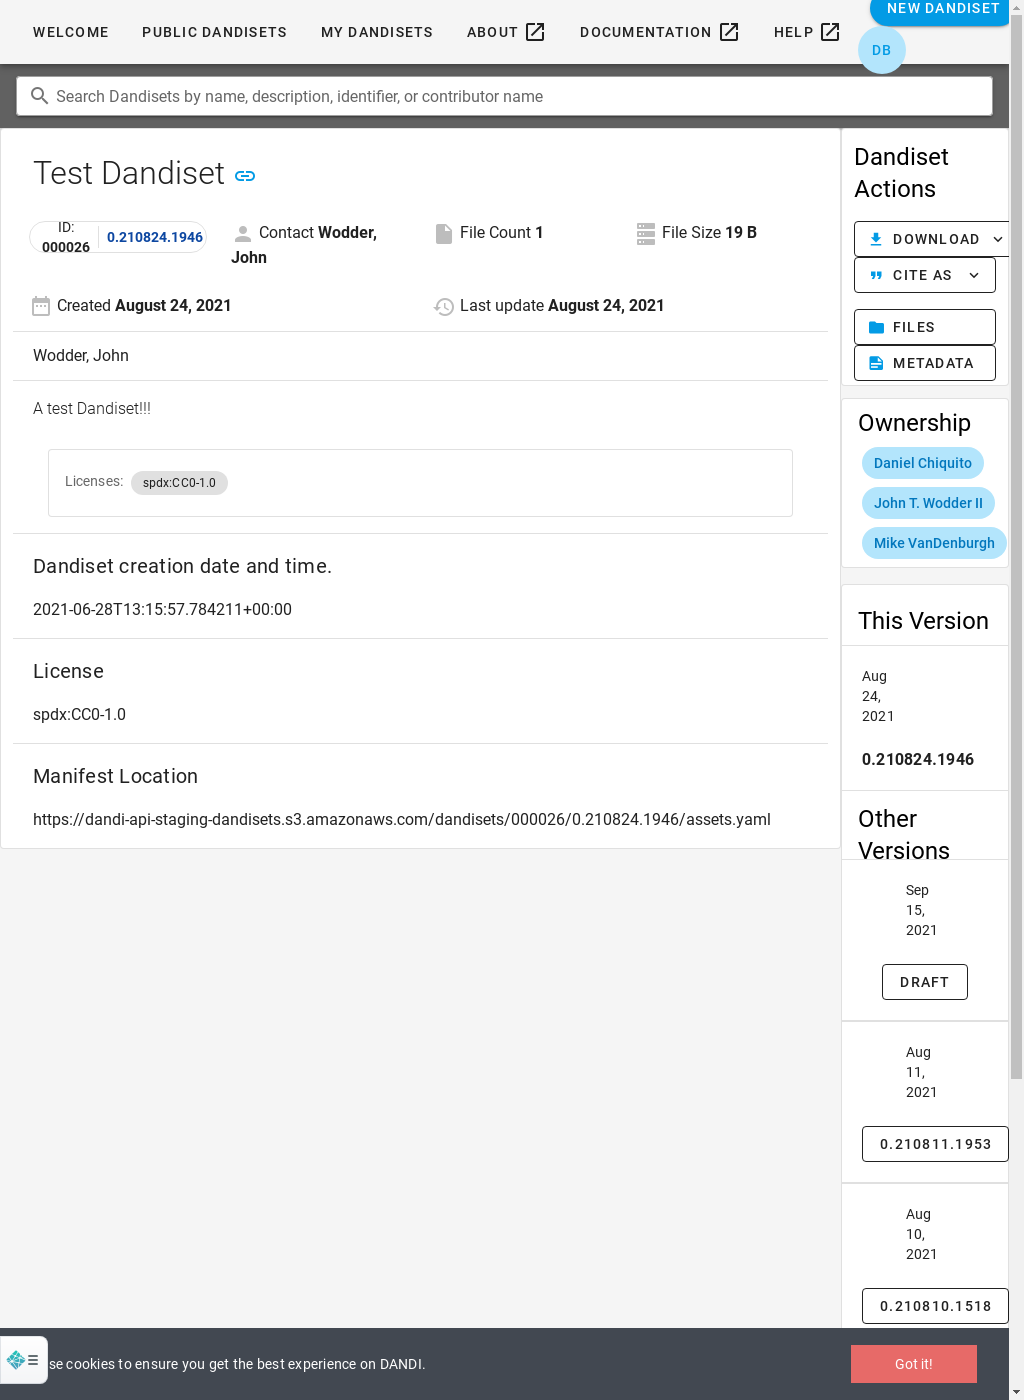 WELCOME PUBLIC DANDISETS MY DANDISETS ABOUT DOCUMENTATION HELP NEW DANDISET
DB
Search Dandisets by name, description, identifier, or contributor name
Test Dandiset
ID: 000026 0.210824.1946
Contact Wodder, John
File Count 1
File Size 19 B
Created August 24, 2021
Last update August 24, 2021
Wodder, John
A test Dandiset!!!
Licenses: spdx:CC0-1.0
Dandiset creation date and time.
2021-06-28T13:15:57.784211+00:00
License
spdx:CC0-1.0
Manifest Location
https://dandi-api-staging-dandisets.s3.amazonaws.com/dandisets/000026/0.210824.1946/assets.yaml
Dandiset
Actions
DOWNLOAD
CITE AS
FILES
METADATA
Ownership
Daniel Chiquito
John T. Wodder II
Mike VanDenburgh
This Version
Aug
24,
2021
0.210824.1946
Other
Versions
Sep
15,
2021
DRAFT
Aug
11,
2021
0.210811.1953
Aug
10,
2021
0.210810.1518
se cookies to ensure you get the best experience on DANDI.
Got it!